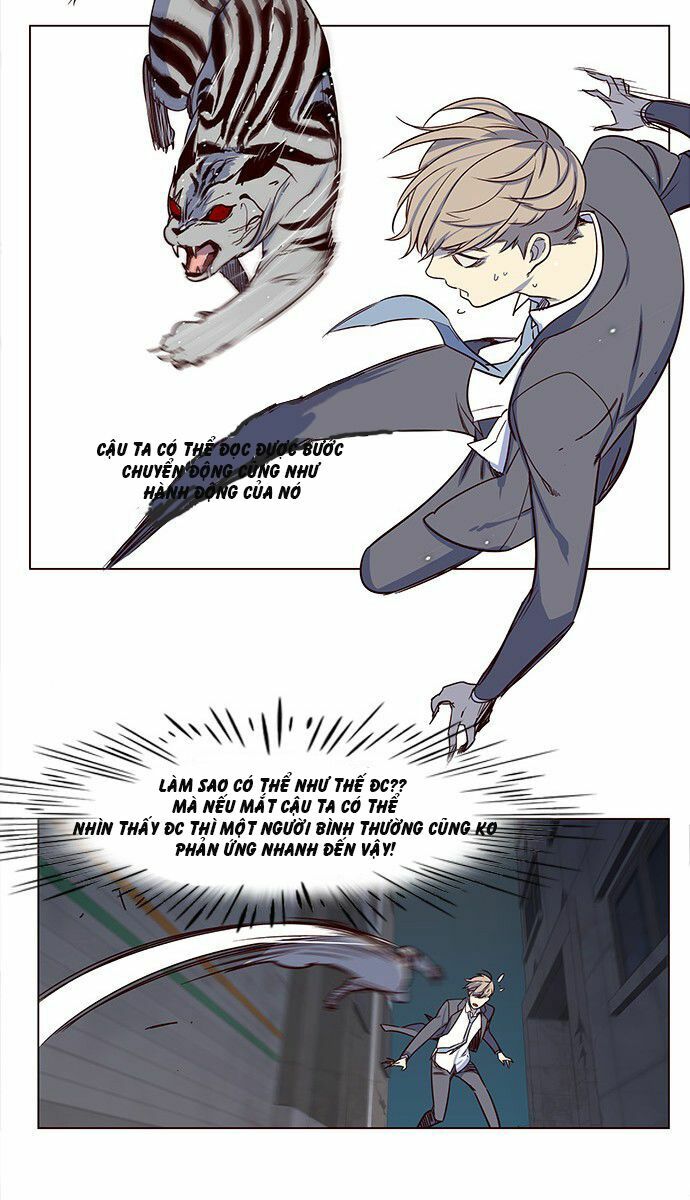 CẬU TA CÓ THỂ ĐỌC ĐƯỢC BƯỚC
CHUYỂN ĐỘNG CŨNG NHƯ
HÀNH ĐỘNG CỦA NÓ
LÀM SAO CÓ THỂ NHƯ THẾ ĐC??
MÀ NẾU MẮT CẬU TA CÓ THỂ
NHÌN THẤY ĐC THÌ MỘT NGƯỜI BÌNH THƯỜNG CŨNG KO
PHẢN ỨNG NHANH ĐẾN VẬY!